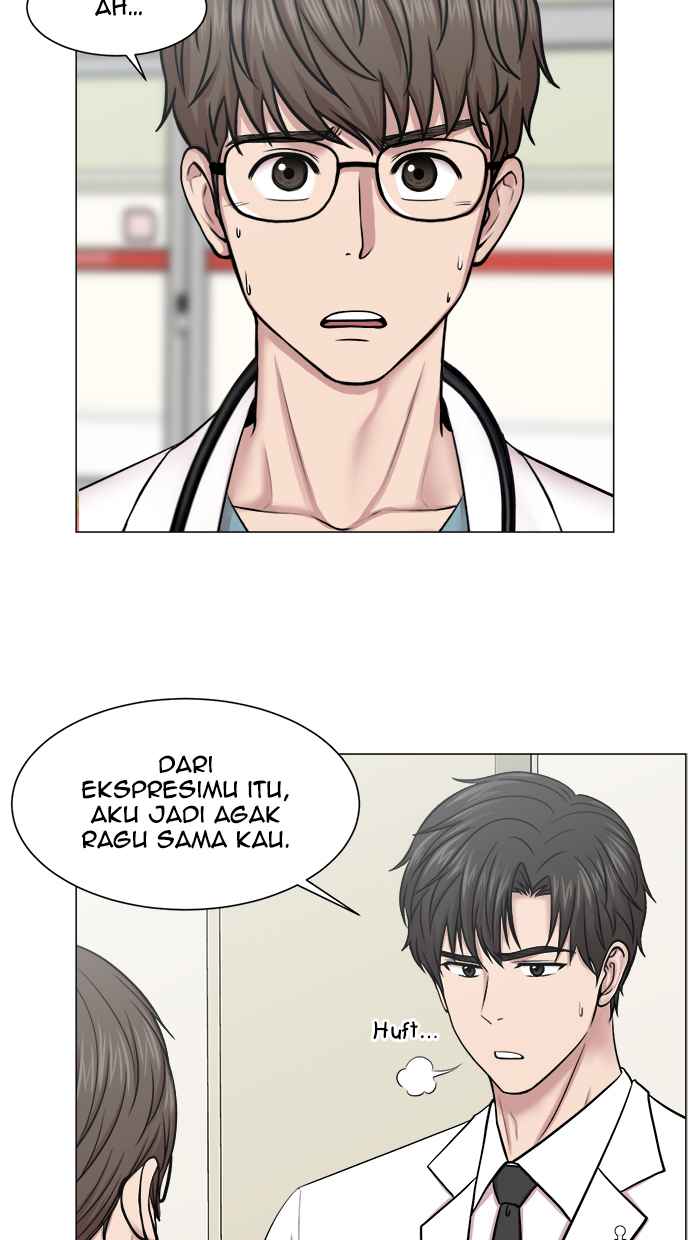 AH...
DARI
EKSPRESIMU ITU,
AKU JADI AGAK
RAGU SAMA KAU.
Huft...